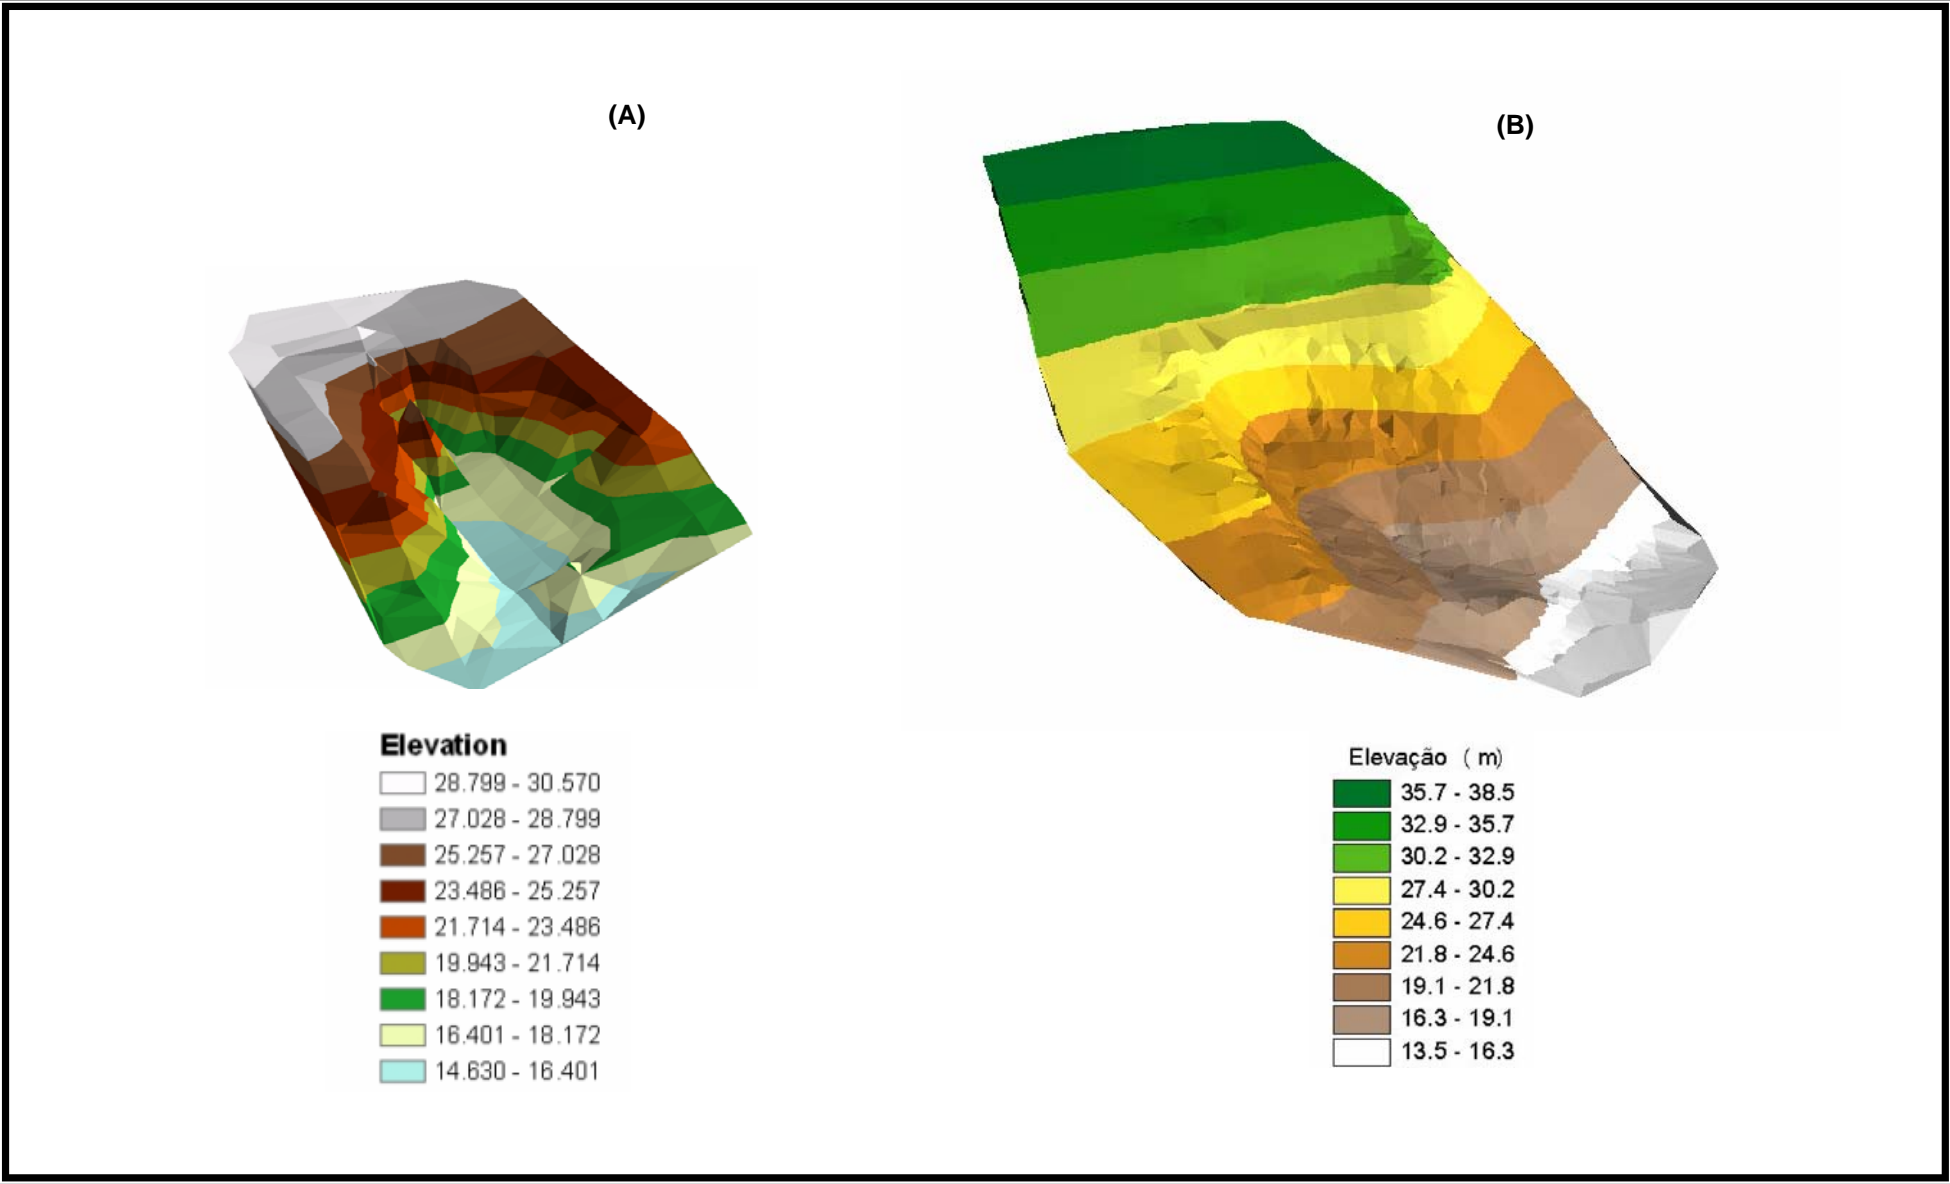 (A)
(B)
Elevation
28.799 - 30.570
27.028 - 28.799
25.257 - 27.028
23.486 - 25.257
21.714 - 23.486
19.943 - 21.714
18.172 - 19.943
16.401 - 18.172
14.630 - 16.401
Elevação ( m)
35.7 - 38.5
32.9 - 35.7
30.2 - 32.9
27.4 - 30.2
24.6 - 27.4
21.8 - 24.6
19.1 - 21.8
16.3 - 19.1
13.5 - 16.3